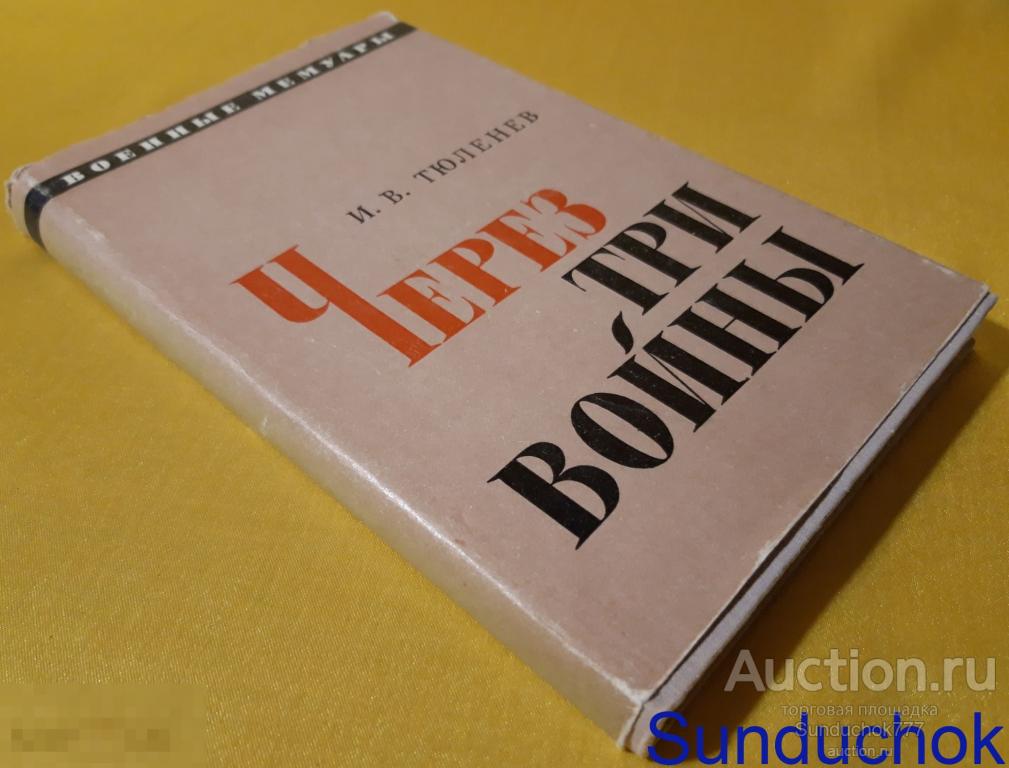 ВОЕННЫЕ МЕМУАРЫ
И. В. ТЮЛЕНЕВ
ЧЕРЕЗ
ТРИ
ВОЙНЫ
Auction.ru
торговая площадка
Sunduchok777
auction.ru
Sunduchok